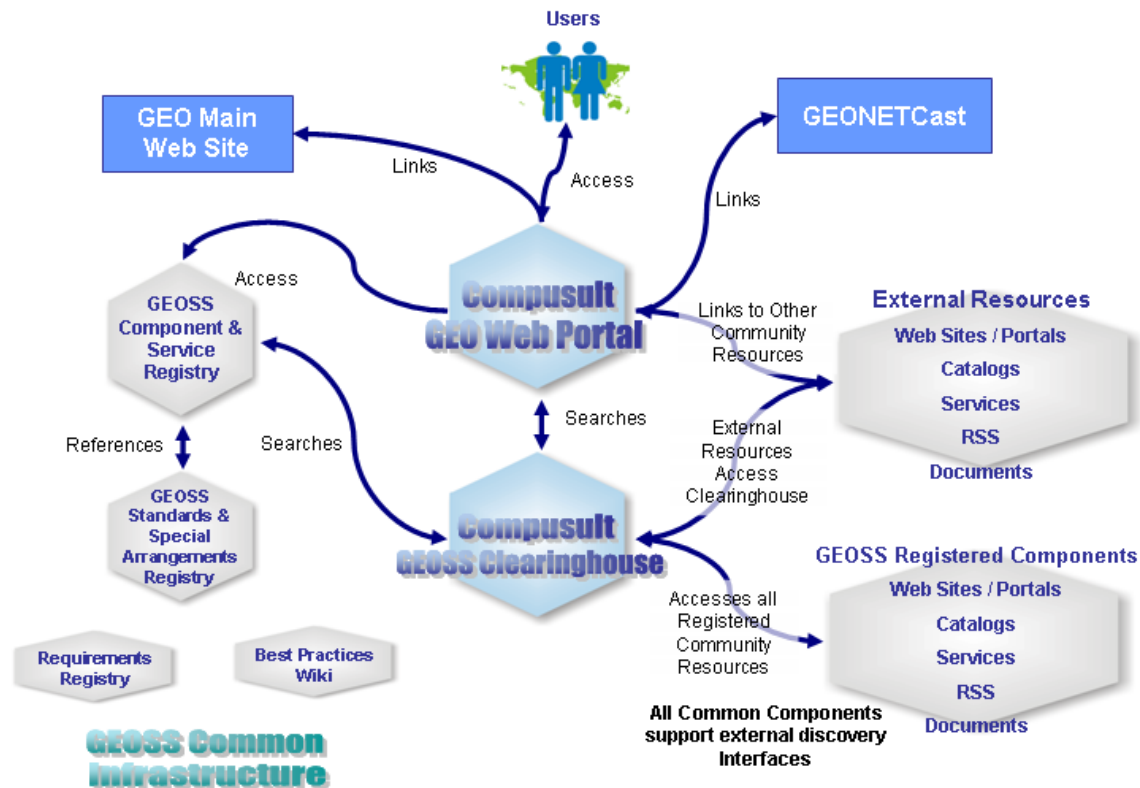 Users
GEO Main
Web Site
GEONETCast
Links
Access
Links
Access
GEOSS
Component &
Service
Registry
Compusult
GEO Web Portal
Links to Other
Community
Resources
External Resources
Web Sites / Portals
Catalogs
Services
RSS
Documents
References
Searches
Searches
External
Resources
Access
Clearinghouse
GEOSS
Standards &
Special
Arrangements
Registry
Compusult
GEOSS Clearinghouse
GEOSS Registered Components
Web Sites / Portals
Catalogs
Services
RSS
Documents
Accesses all
Registered
Community
Resources
Requirements
Registry
Best Practices
Wiki
All Common Components
support external discovery
Interfaces
GEOSS Common
Infrastructure